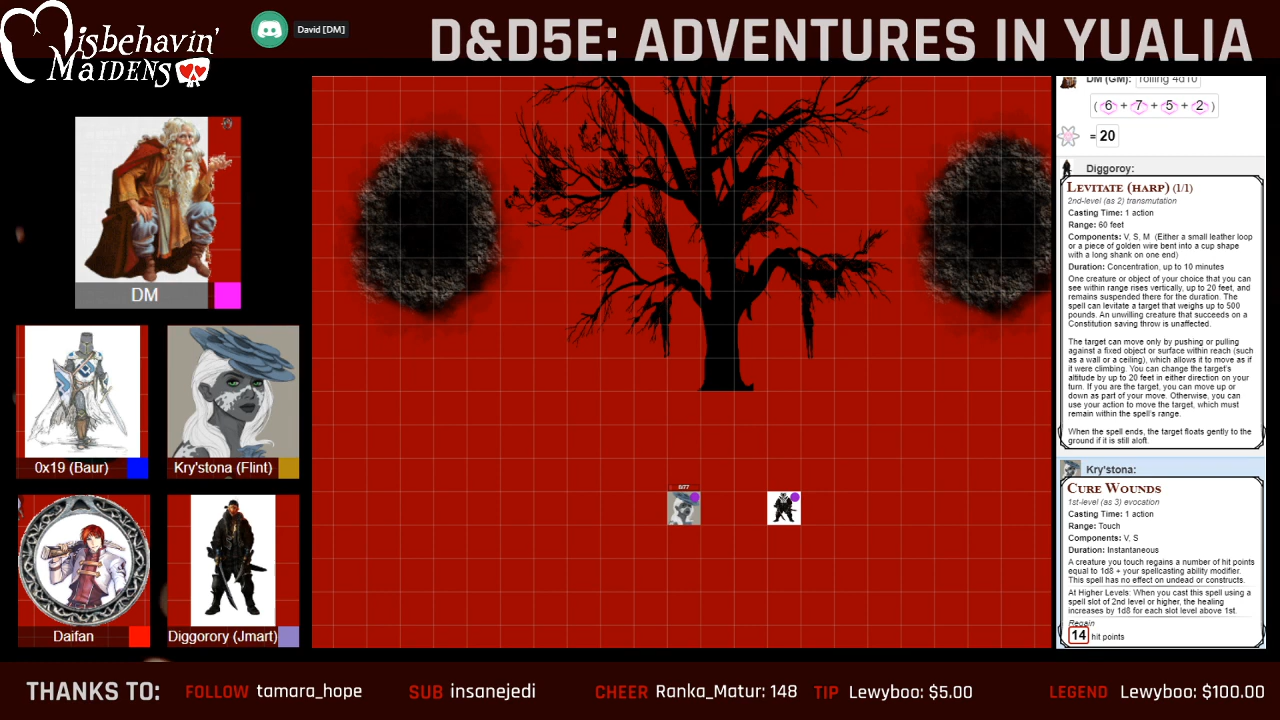 Misbehavin'
Maidens
David [DM]
D&D5E: ADVENTURES IN YUALIA
DM
0x19 (Baur)
Kry'stona (Flint)
Daifan
Diggorory (Jmart)
DM (GM): rolling 4d10
(6+7+5+2)
=20
Diggoroy:
Levitate (harp) (1/1)
2nd-level (as 2) transmutation
Casting Time: 1 action
Range: 60 feet
Components: V, S, M (Either a small leather loop
or a piece of golden wire bent into a cup shape
with a long shank on one end)
Duration: Concentration, up to 10 minutes
One creature or object of your choice that you can
see within range rises vertically, up to 20 feet, and
remains suspended there for the duration. The
spell can levitate a target that weighs up to 500
pounds. An unwilling creature that succeeds on a
Constitution saving throw is unaffected.
The target can move only by pushing or pulling
against a fixed object or surface within reach (such
as a wall or a ceiling), which allows it to move as if
it were climbing. You can change the target's
altitude by up to 20 feet in either direction on your
turn. If you are the target, you can move up or
down as part of your move. Otherwise, you can
use your action to move the target, which must
remain within the spell's range.
When the spell ends, the target floats gently to the
ground if it is still aloft.
Kry'stona:
Cure Wounds
1st-level (as 3) evocation
Casting Time: 1 action
Range: Touch
Components: V, S
Duration: Instantaneous
A creature you touch regains a number of hit points
equal to 1d8 + your spellcasting ability modifier.
This spell has no effect on undead or constructs.
At Higher Levels: When you cast this spell using a
spell slot of 2nd level or higher, the healing
increases by 1d8 for each slot level above 1st.
Regain
14 hit points
THANKS TO: FOLLOW tamara_hope SUB insanejedi CHEER Ranka_Matur: 148 TIP Lewyboo: $5.00 LEGEND Lewyboo: $100.00